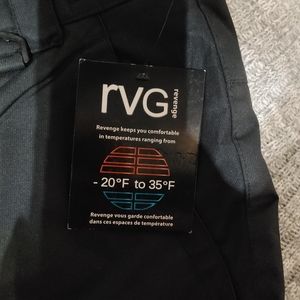 rVG
revenge
Revenge keeps you comfortable
in temperatures ranging from
- 20°F to 35°F
Revenge vous garde confortable
dans ces espaces de température